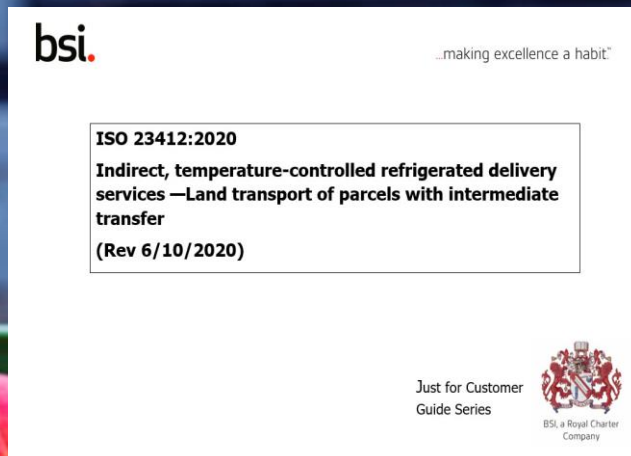 bsi.
...making excellence a habit.™
ISO 23412:2020
Indirect, temperature-controlled refrigerated delivery
services —Land transport of parcels with intermediate
transfer
(Rev 6/10/2020)
Just for Customer
Guide Series
BSI, a Royal Charter
Company